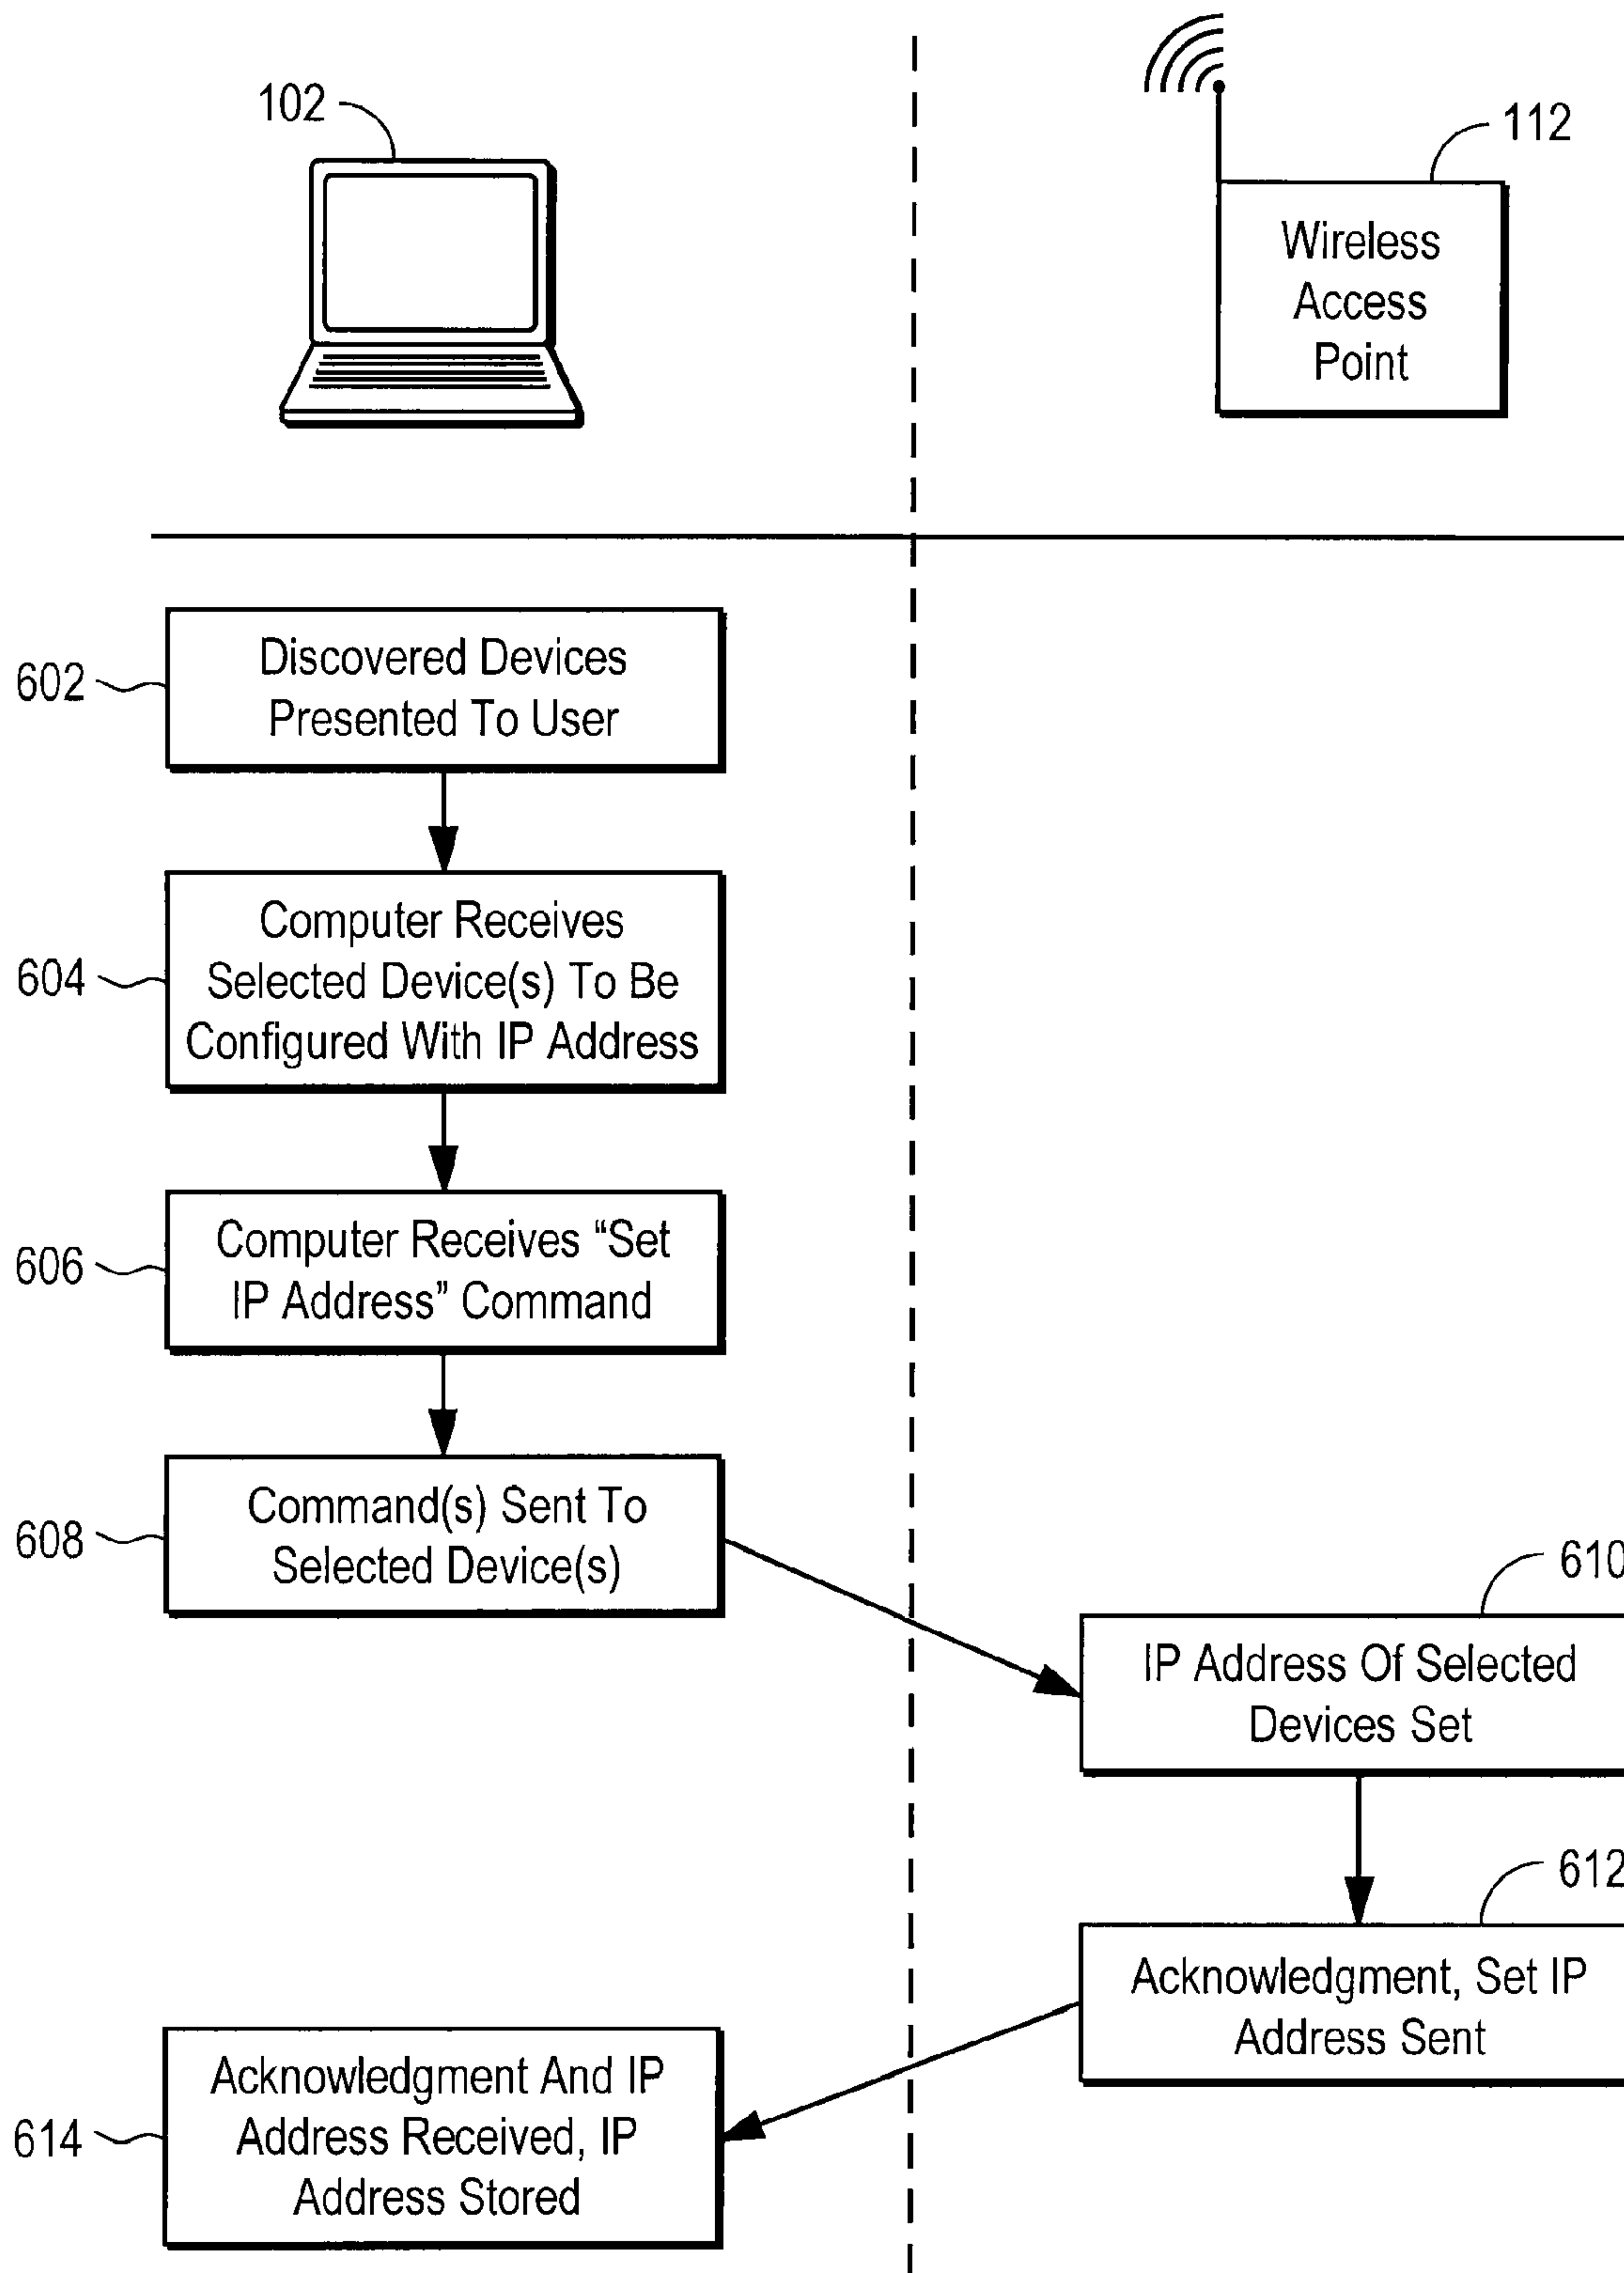 102
112
Wireless
Access
Point
602
Discovered Devices
Presented To User
604
Computer Receives
Selected Device(s) To Be
Configured With IP Address
606
Computer Receives “Set
IP Address” Command
608
Command(s) Sent To
Selected Device(s)
610
IP Address Of Selected
Devices Set
612
Acknowledgment, Set IP
Address Sent
614
Acknowledgment And IP
Address Received, IP
Address Stored